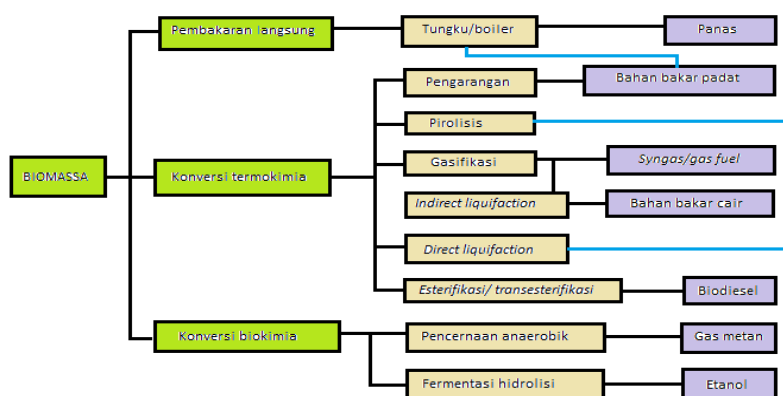 Pembakaran langsung
Tungku/boiler
Panas
Pengarangan
Bahan bakar padat
Pirolisis
BIOMASSA
Konversi termokimia
Gasifikasi
Syngas/gas fuel
Indirect liquifaction
Bahan bakar cair
Direct liquifaction
Esterifikasi/ transesterifikasi
Biodiesel
Konversi biokimia
Pencernaan anaerobik
Gas metan
Fermentasi hidrolisi
Etanol